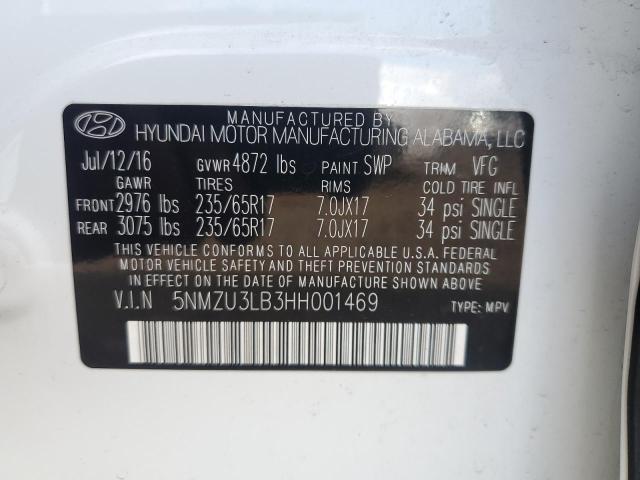 MANUFACTURED BY
HYUNDAI MOTOR MANUFACTURING ALABAMA, LLC
Jul/12/16 GVWR 4872 lbs PAINT SWP TRIM VFG
GAWR TIRES RIMS COLD TIRE INFL
FRONT 2976 lbs 235/65R17 7.0JX17 34 psi SINGLE
REAR 3075 lbs 235/65R17 7.0JX17 34 psi SINGLE
THIS VEHICLE CONFORMS TO ALL APPLICABLE U.S.A. FEDERAL
MOTOR VEHICLE SAFETY AND THEFT PREVENTION STANDARDS
IN EFFECT ON THE DATE OF MANUFACTURE SHOWN ABOVE.
V.I.N 5NMZU3LB3HH001469 TYPE: MPV